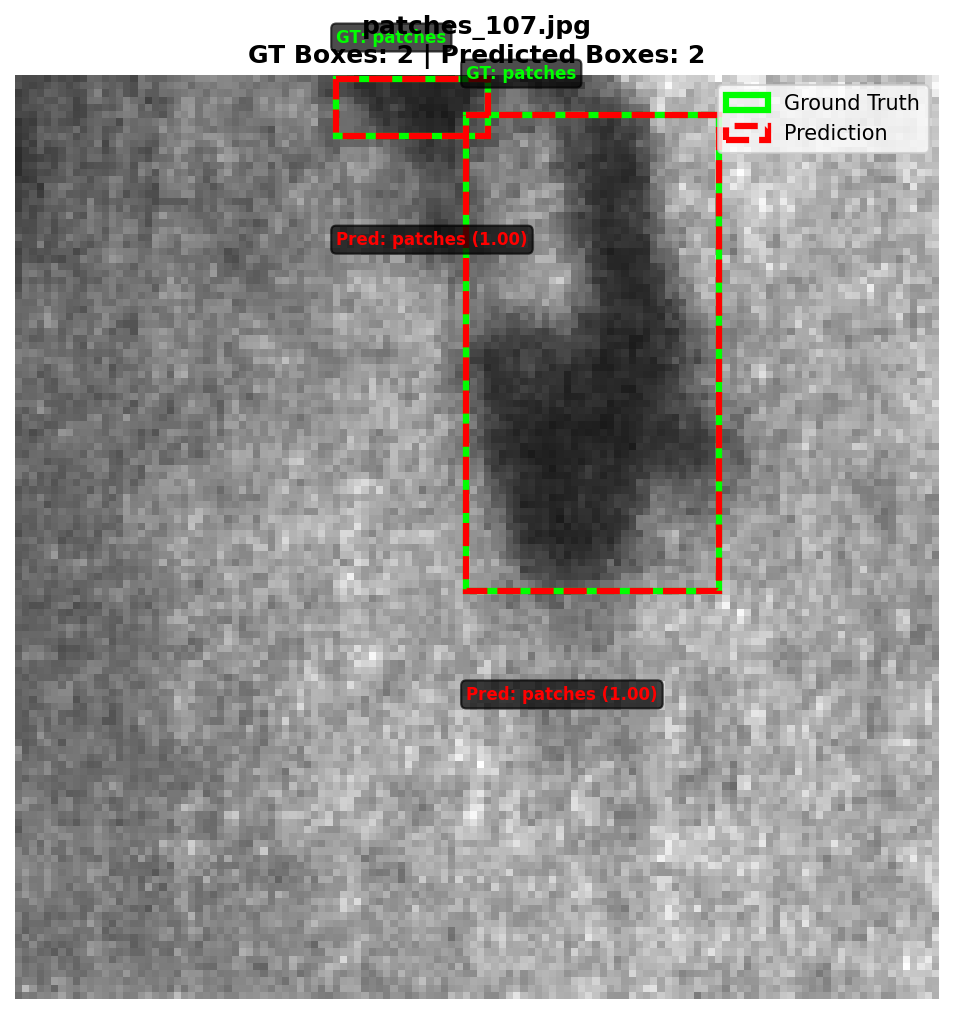 patches_107.jpg
GT Boxes: 2 | Predicted Boxes: 2
GT: patches
GT: patches
Ground Truth
Prediction
Pred: patches (1.00)
Pred: patches (1.00)